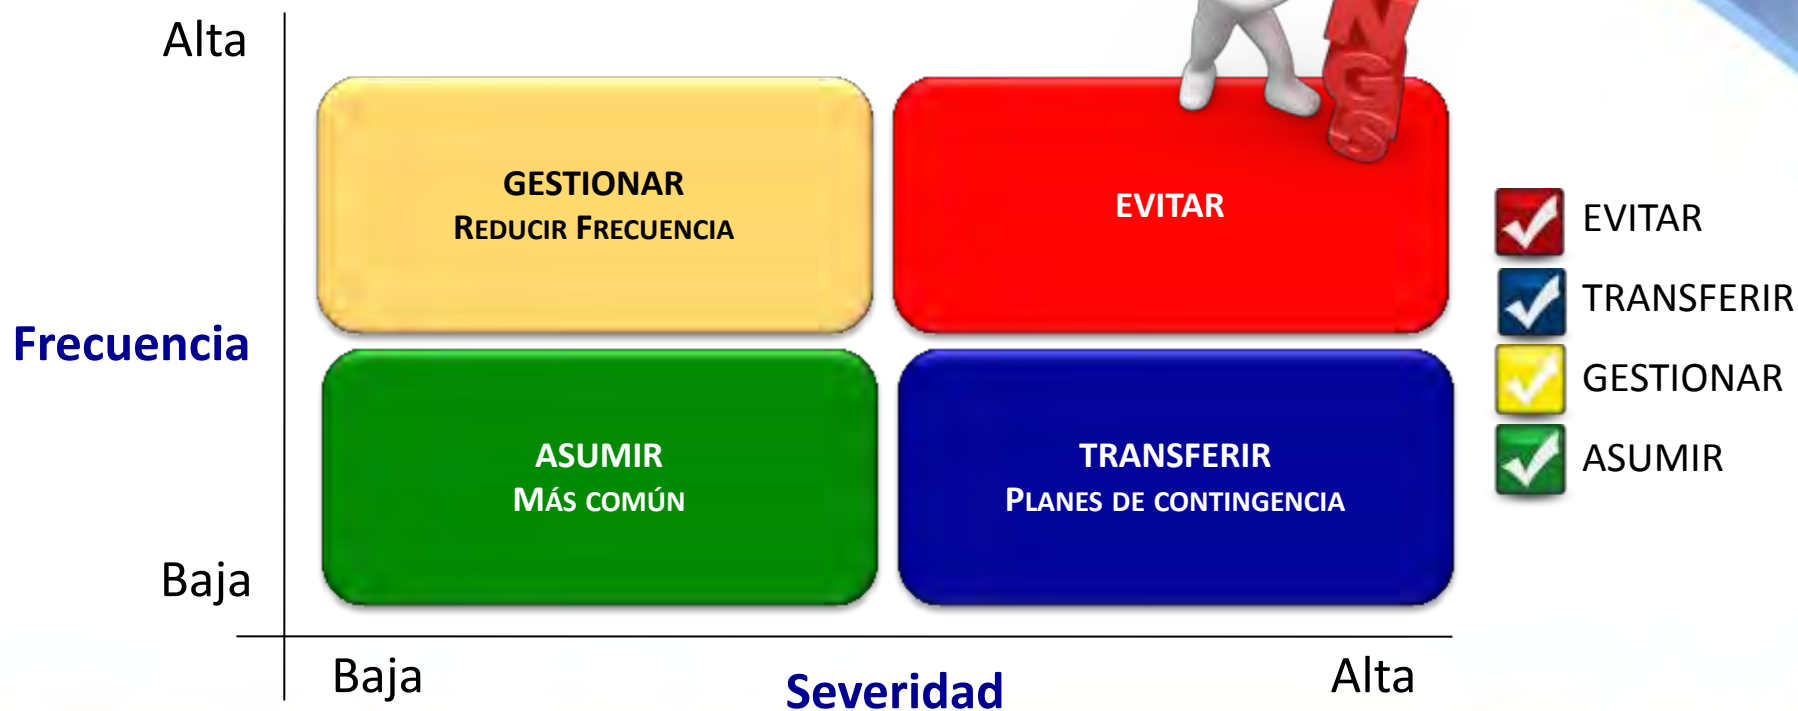 Alta
GESTIONAR
REDUCIR FRECUENCIA
EVITAR
NGS
EVITAR
TRANSFERIR
Frecuencia
GESTIONAR
ASUMIR
MÁS COMÚN
TRANSFERIR
PLANES DE CONTINGENCIA
ASUMIR
Baja
Baja
Severidad
Alta